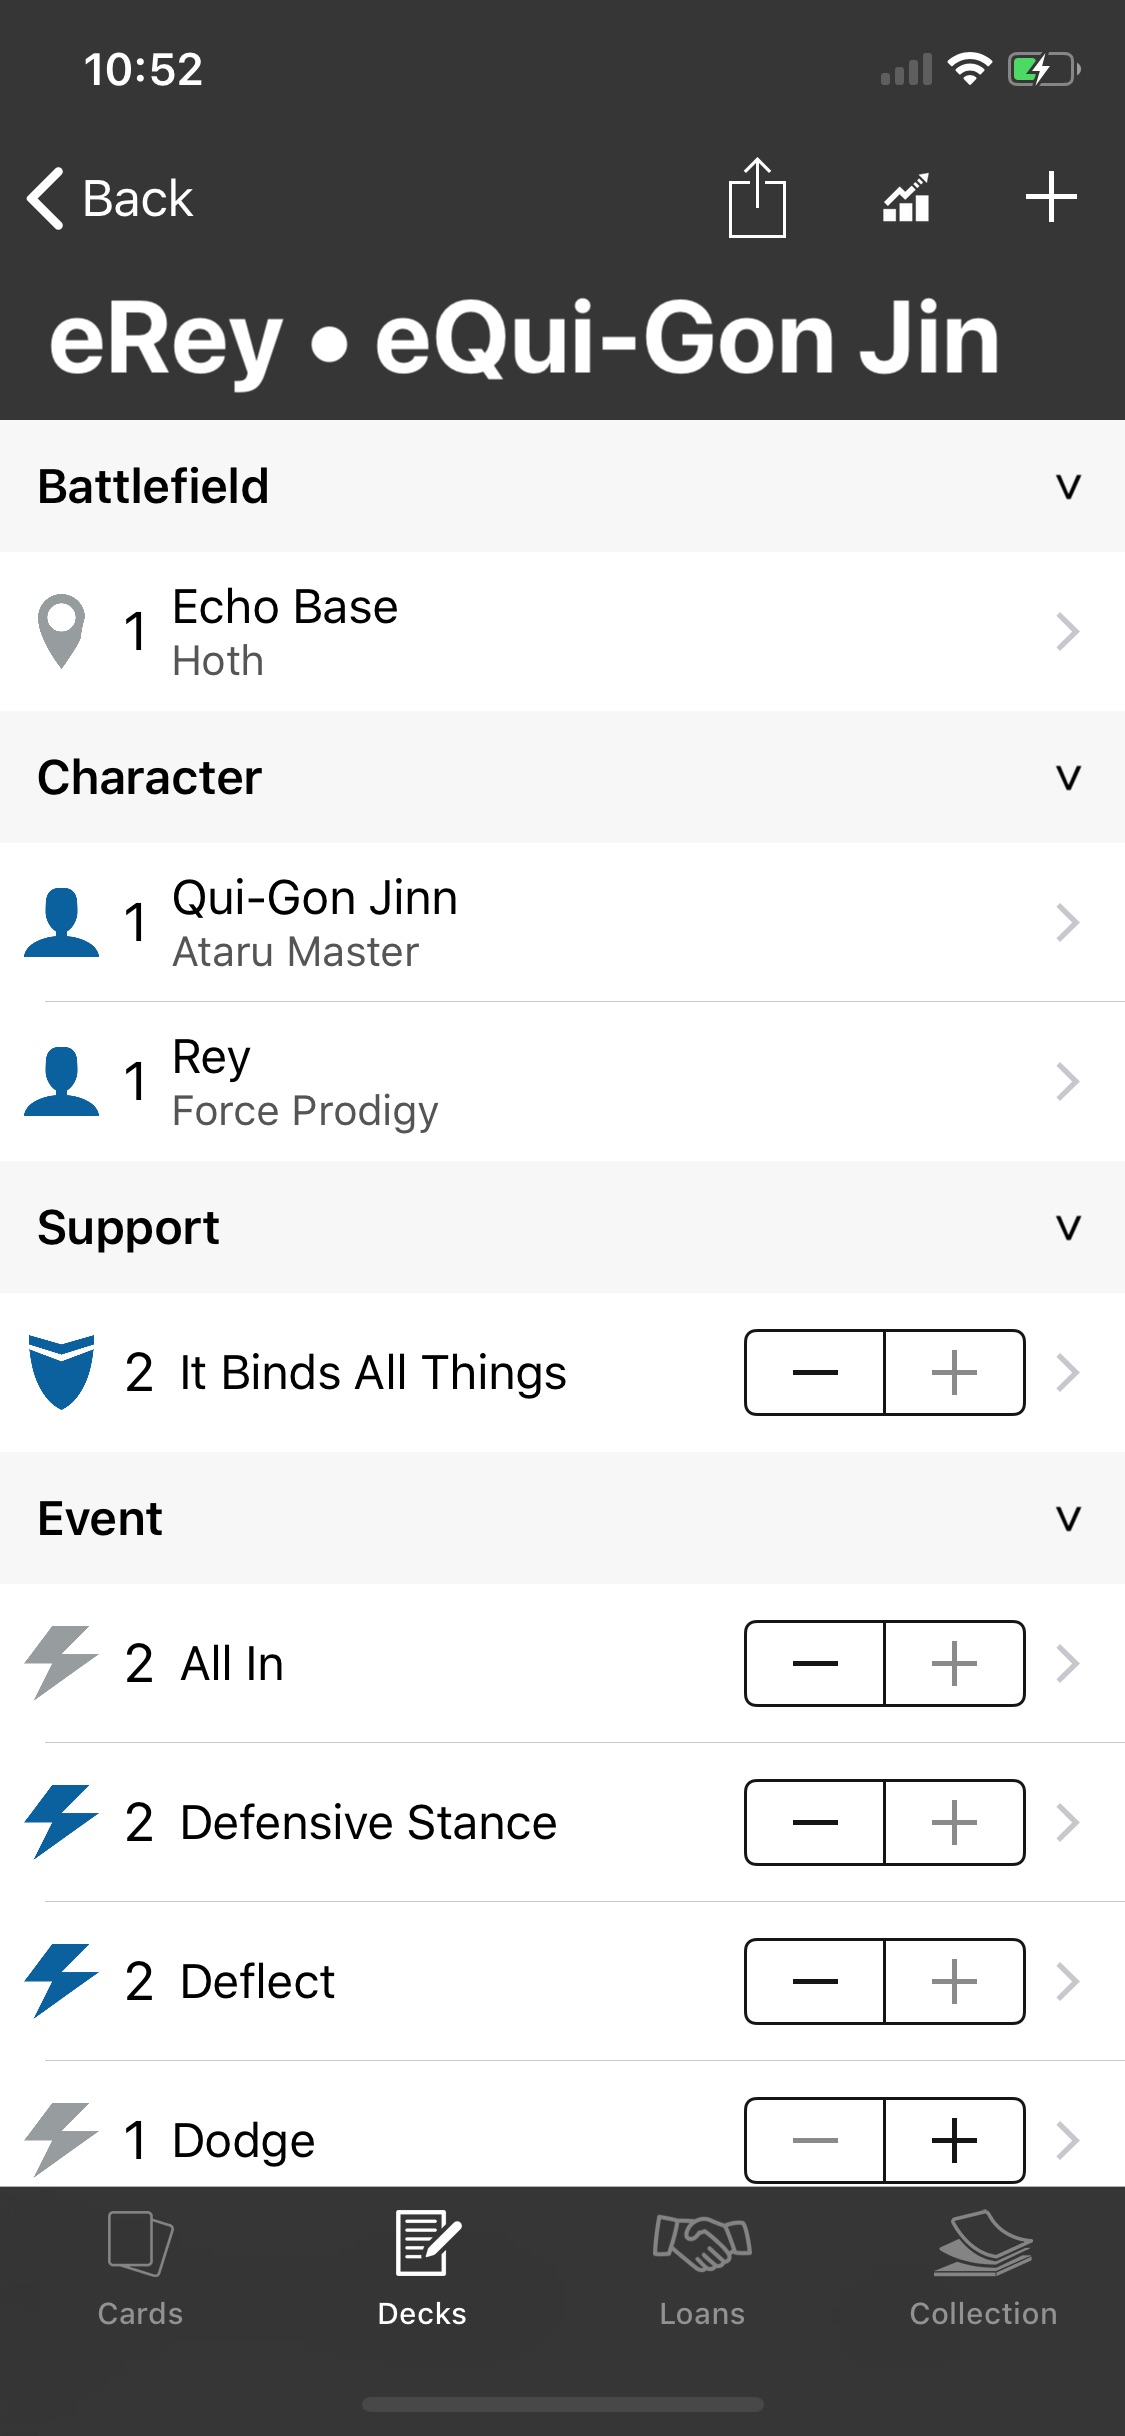 10:52
Back
eRey • eQui-Gon Jin
Battlefield
1 Echo Base
Hoth
Character
1 Qui-Gon Jinn
Ataru Master
1 Rey
Force Prodigy
Support
2 It Binds All Things
Event
2 All In
2 Defensive Stance
2 Deflect
1 Dodge
Cards Decks Loans Collection